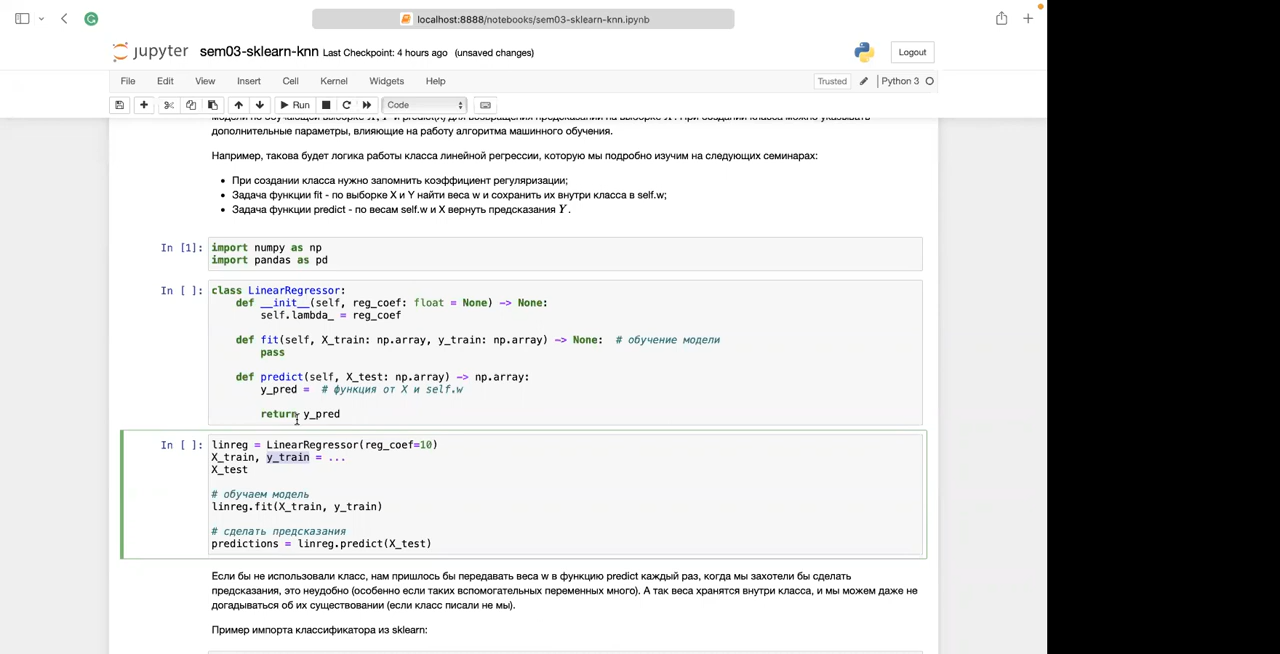 localhost:8888/notebooks/sem03-sklearn-knn.ipynb
jupyter sem03-sklearn-knn Last Checkpoint: 4 hours ago (unsaved changes) Logout
File Edit View Insert Cell Kernel Widgets Help Trusted Python 3
Run Code
дополнительные параметры, влияющие на работу алгоритма машинного обучения.
Например, такова будет логика работы класса линейной регрессии, которую мы подробно изучим на следующих семинарах:
• При создании класса нужно запомнить коэффициент регуляризации;
• Задача функции fit - по выборке X и Y найти веса w и сохранить их внутри класса в self.w;
• Задача функции predict - по весам self.w и X вернуть предсказания Y.
In [1]: import numpy as np
import pandas as pd
In [ ]: class LinearRegressor:
def __init__(self, reg_coef: float = None) -> None:
self.lambda_ = reg_coef
def fit(self, X_train: np.array, y_train: np.array) -> None: # обучение модели
pass
def predict(self, X_test: np.array) -> np.array:
y_pred = # функция от X и self.w
return y_pred
In [ ]: linreg = LinearRegressor(reg_coef=10)
X_train, y_train = ...
X_test
# обучаем модель
linreg.fit(X_train, y_train)
# сделать предсказания
predictions = linreg.predict(X_test)
Если бы не использовали класс, нам пришлось бы передавать веса w в функцию predict каждый раз, когда мы захотели бы сделать
предсказания, это неудобно (особенно если таких вспомогательных переменных много). А так веса хранятся внутри класса, и мы можем даже не
догадываться об их существовании (если класс писали не мы).
Пример импорта классификатора из sklearn: